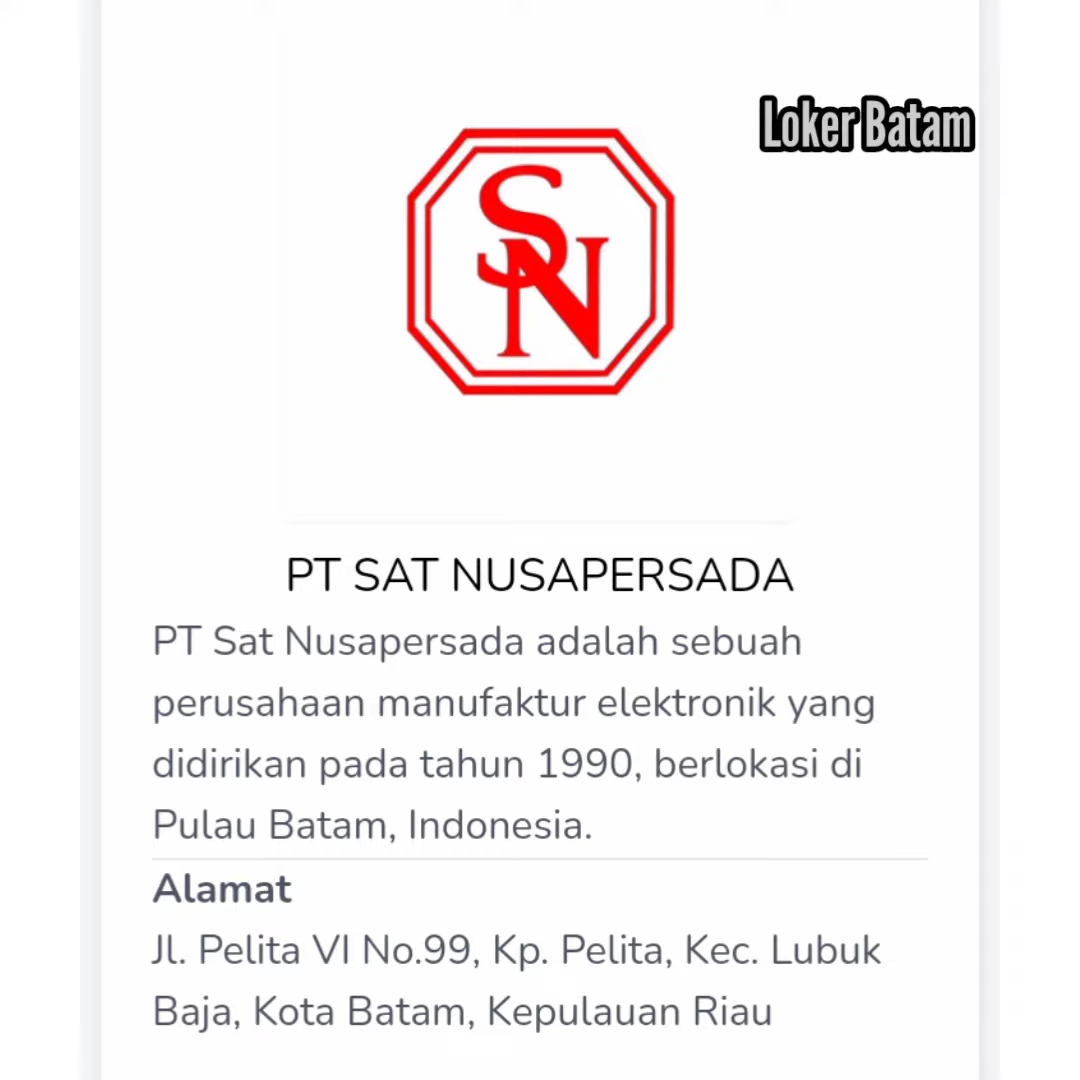 Loker Batam
SN
PT SAT NUSAPERSADA
PT Sat Nusapersada adalah sebuah
perusahaan manufaktur elektronik yang
didirikan pada tahun 1990, berlokasi di
Pulau Batam, Indonesia.
Alamat
Jl. Pelita VI No.99, Kp. Pelita, Kec. Lubuk
Baja, Kota Batam, Kepulauan Riau